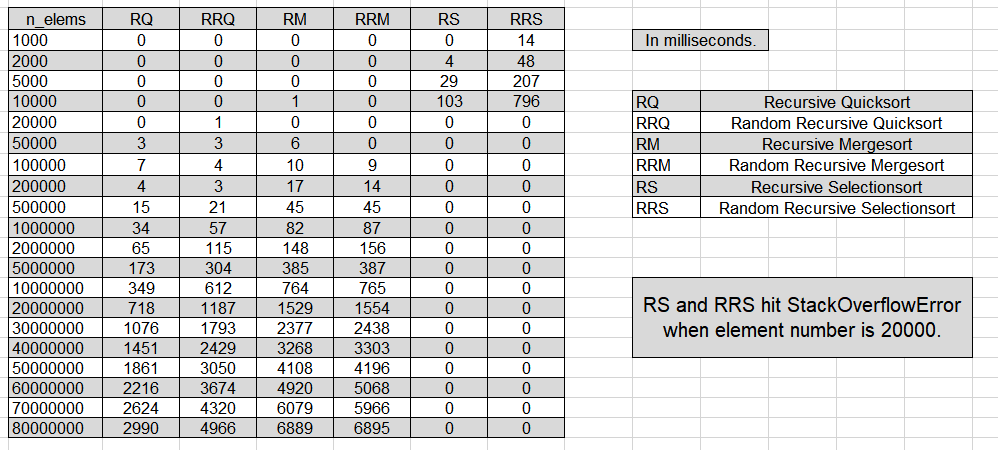 n_elems RQ RRQ RM RRM RS RRS
1000 0 0 0 0 0 14
2000 0 0 0 0 4 48
5000 0 0 0 0 29 207
10000 0 0 1 0 103 796
20000 0 1 0 0 0 0
50000 3 3 6 0 0 0
100000 7 4 10 9 0 0
200000 4 3 17 14 0 0
500000 15 21 45 45 0 0
1000000 34 57 82 87 0 0
2000000 65 115 148 156 0 0
5000000 173 304 385 387 0 0
10000000 349 612 764 765 0 0
20000000 718 1187 1529 1554 0 0
30000000 1076 1793 2377 2438 0 0
40000000 1451 2429 3268 3303 0 0
50000000 1861 3050 4108 4196 0 0
60000000 2216 3674 4920 5068 0 0
70000000 2624 4320 6079 5966 0 0
80000000 2990 4966 6889 6895 0 0
In milliseconds.
RQ Recursive Quicksort
RRQ Random Recursive Quicksort
RM Recursive Mergesort
RRM Random Recursive Mergesort
RS Recursive Selectionsort
RRS Random Recursive Selectionsort
RS and RRS hit StackOverflowError
when element number is 20000.